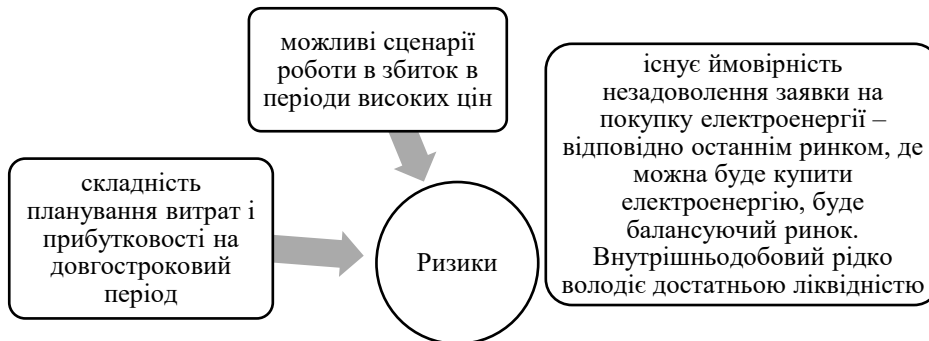 можливі сценарії
роботи в збиток в
періоди високих цін
існує ймовірність
незадоволення заявки на
покупку електроенергії –
відповідно останнім ринком, де
можна буде купити
електроенергію, буде
балансуючий ринок.
Внутрішньодобовий рідко
володіє достатньою ліквідністю
складність
планування витрат і
прибутковості на
довгостроковий
період
Ризики